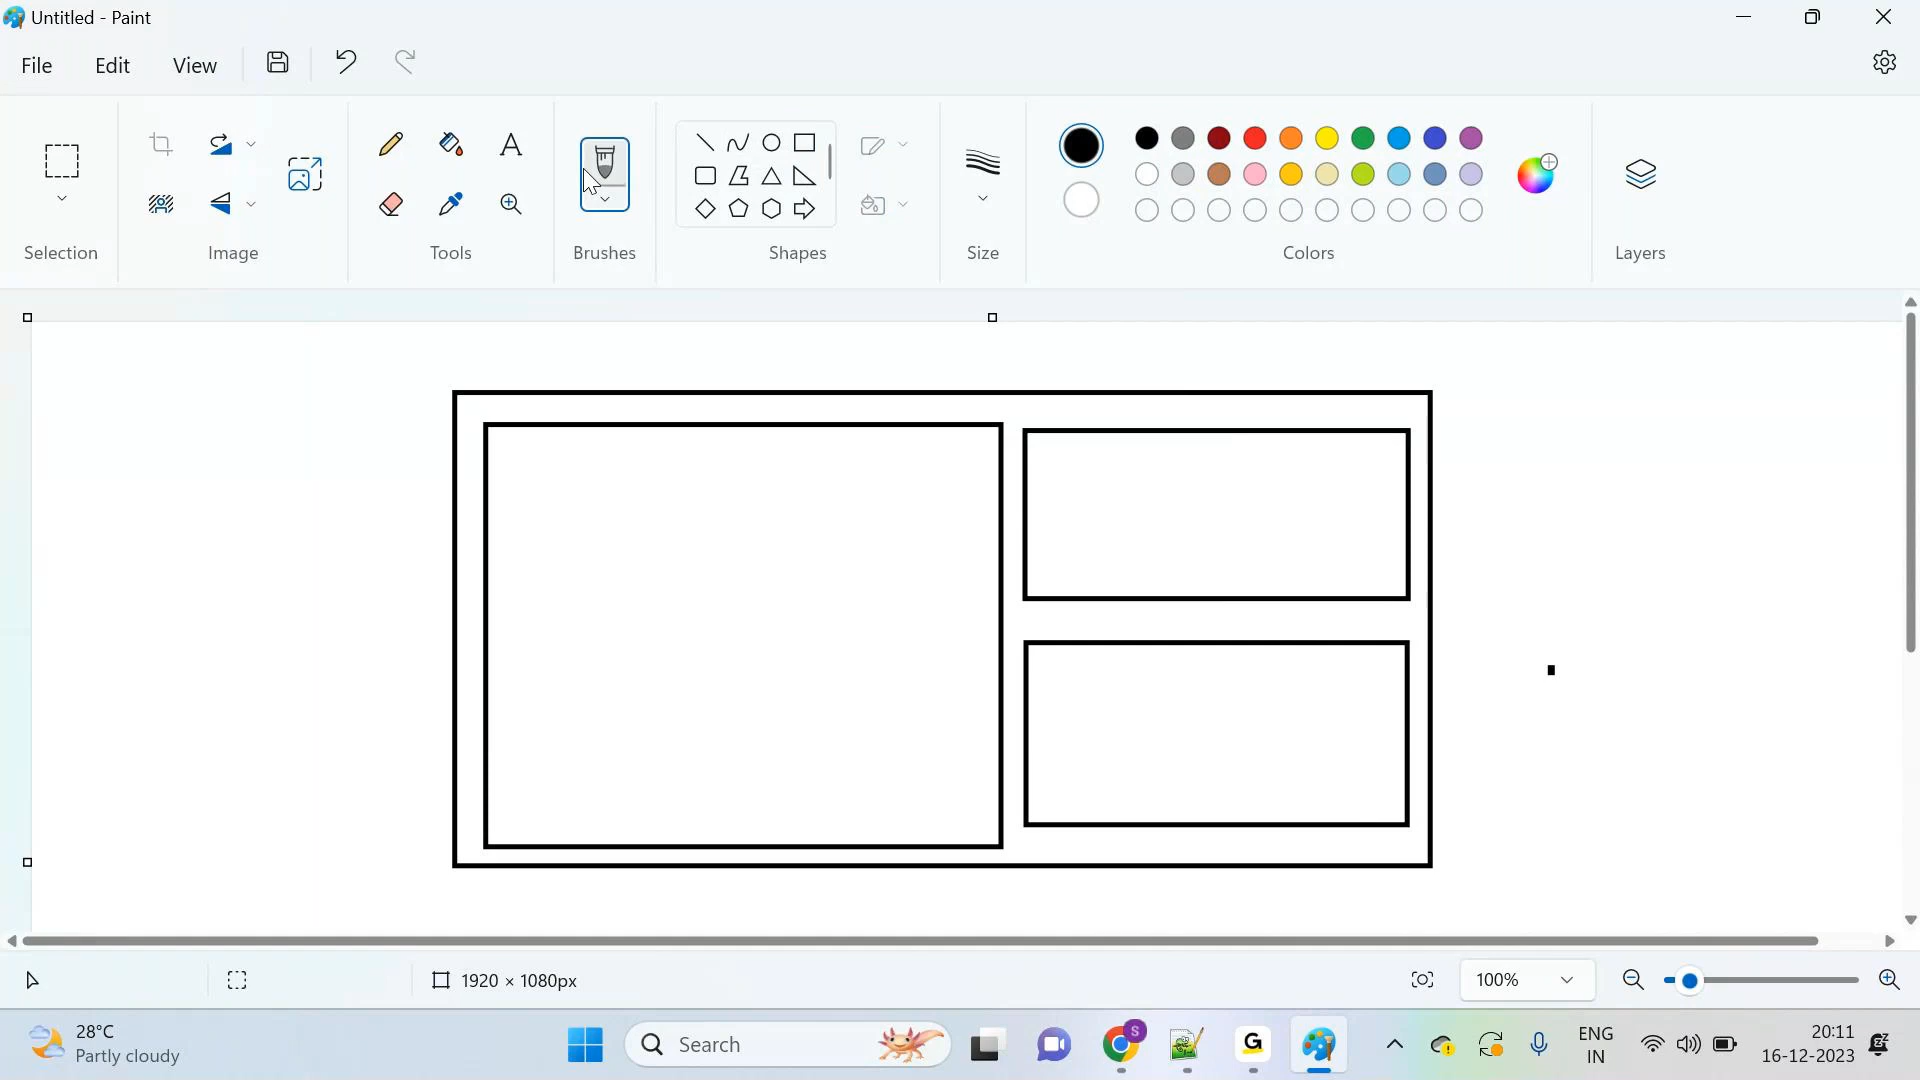 Untitled - Paint
File Edit View
Selection Image Tools Brushes Shapes Size Colors Layers
1920 × 1080px 100%
28°C
Partly cloudy
Search
S
G
ENG
IN
20:11
16-12-2023